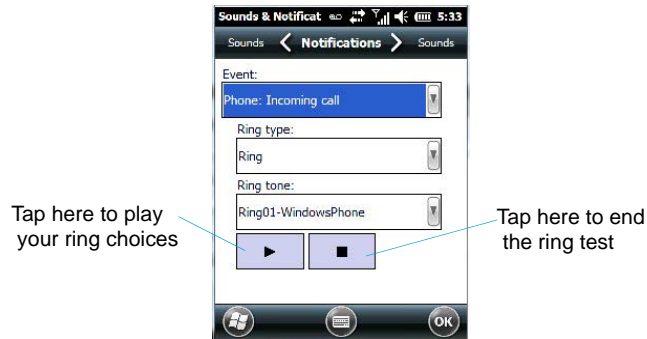 Sounds & Notificat 5:33
Sounds Notifications Sounds
Event:
Phone: Incoming call
Ring type:
Ring
Ring tone:
Ring01-WindowsPhone
Tap here to play
your ring choices
Tap here to end
the ring test
OK